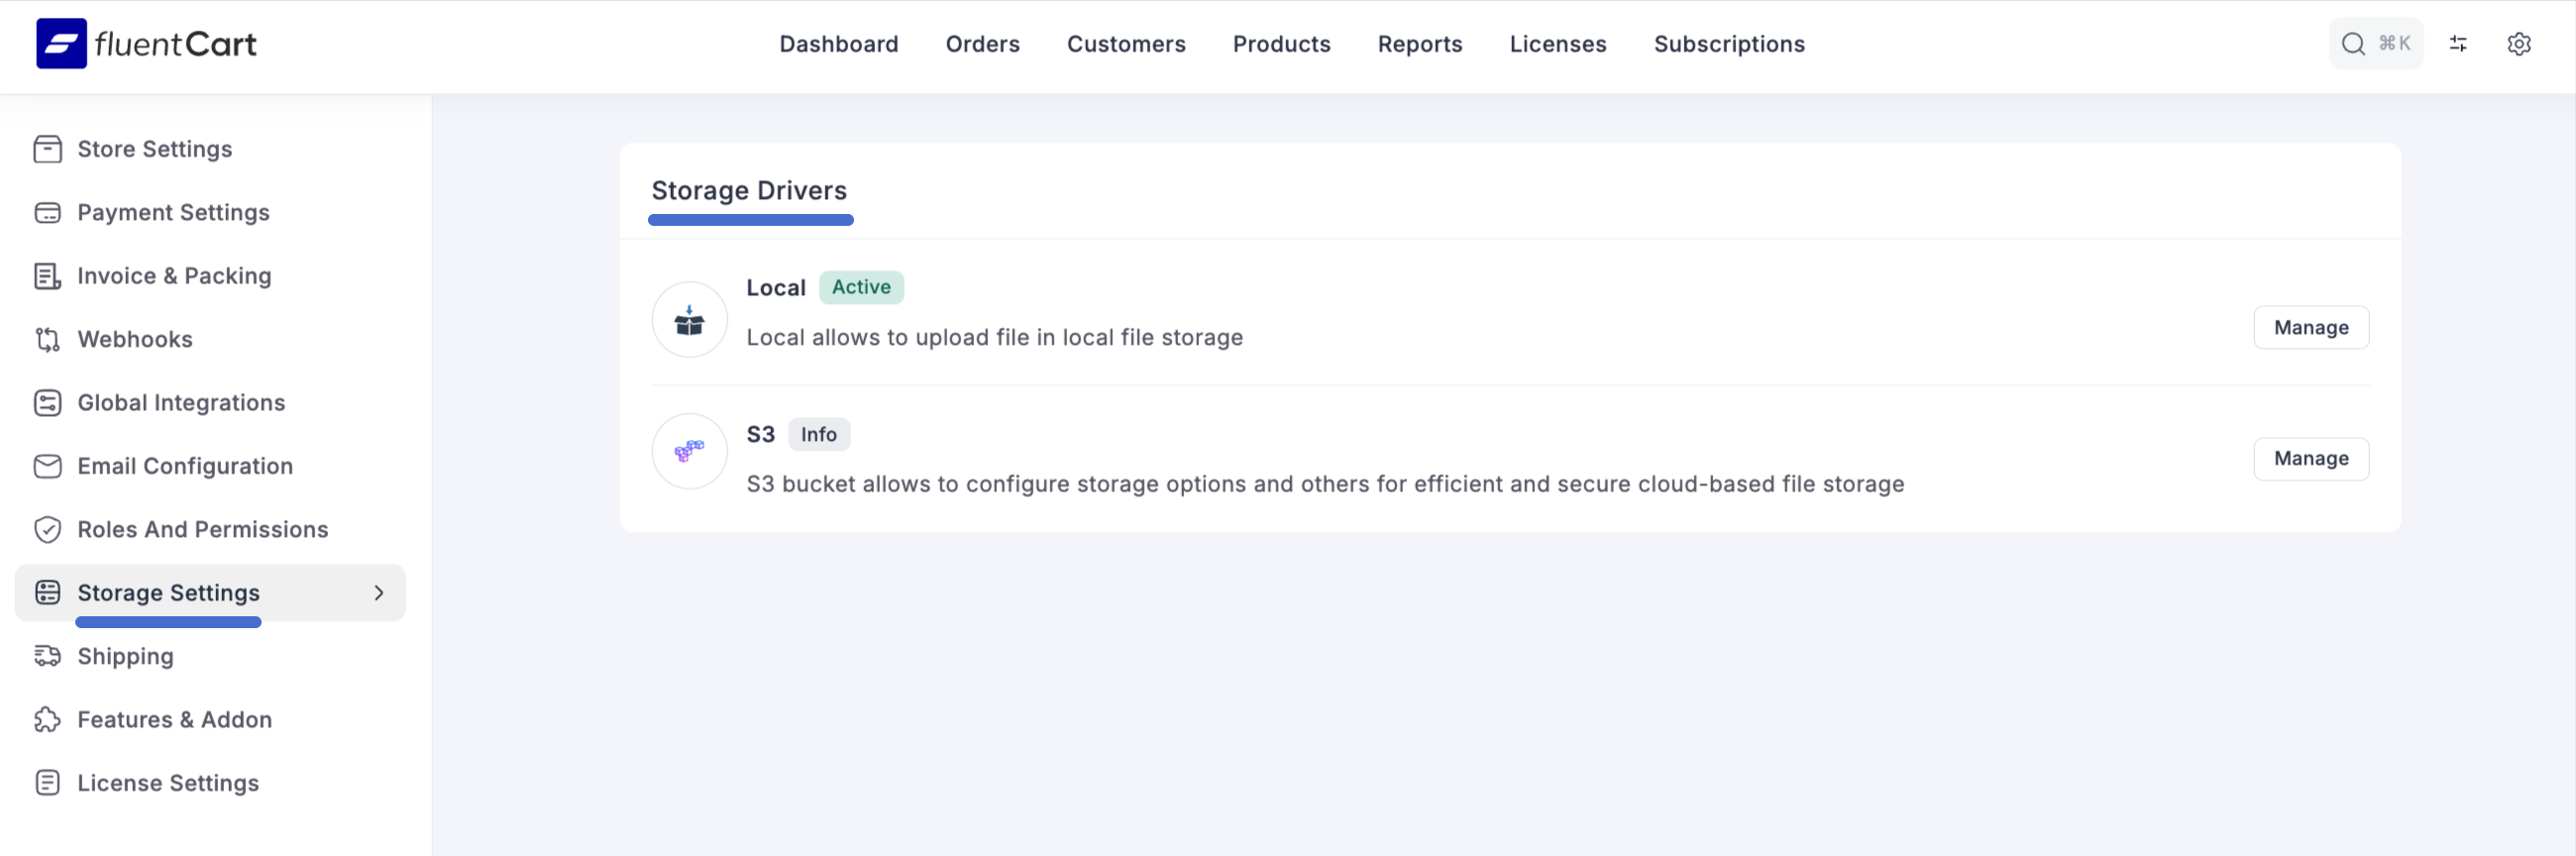 fluentCart
Dashboard
Orders
Customers
Products
Reports
Licenses
Subscriptions
⌘K
Store Settings
Payment Settings
Invoice & Packing
Webhooks
Global Integrations
Email Configuration
Roles And Permissions
Storage Settings
Shipping
Features & Addon
License Settings
Storage Drivers
Local Active
Local allows to upload file in local file storage
Manage
S3 Info
S3 bucket allows to configure storage options and others for efficient and secure cloud-based file storage
Manage